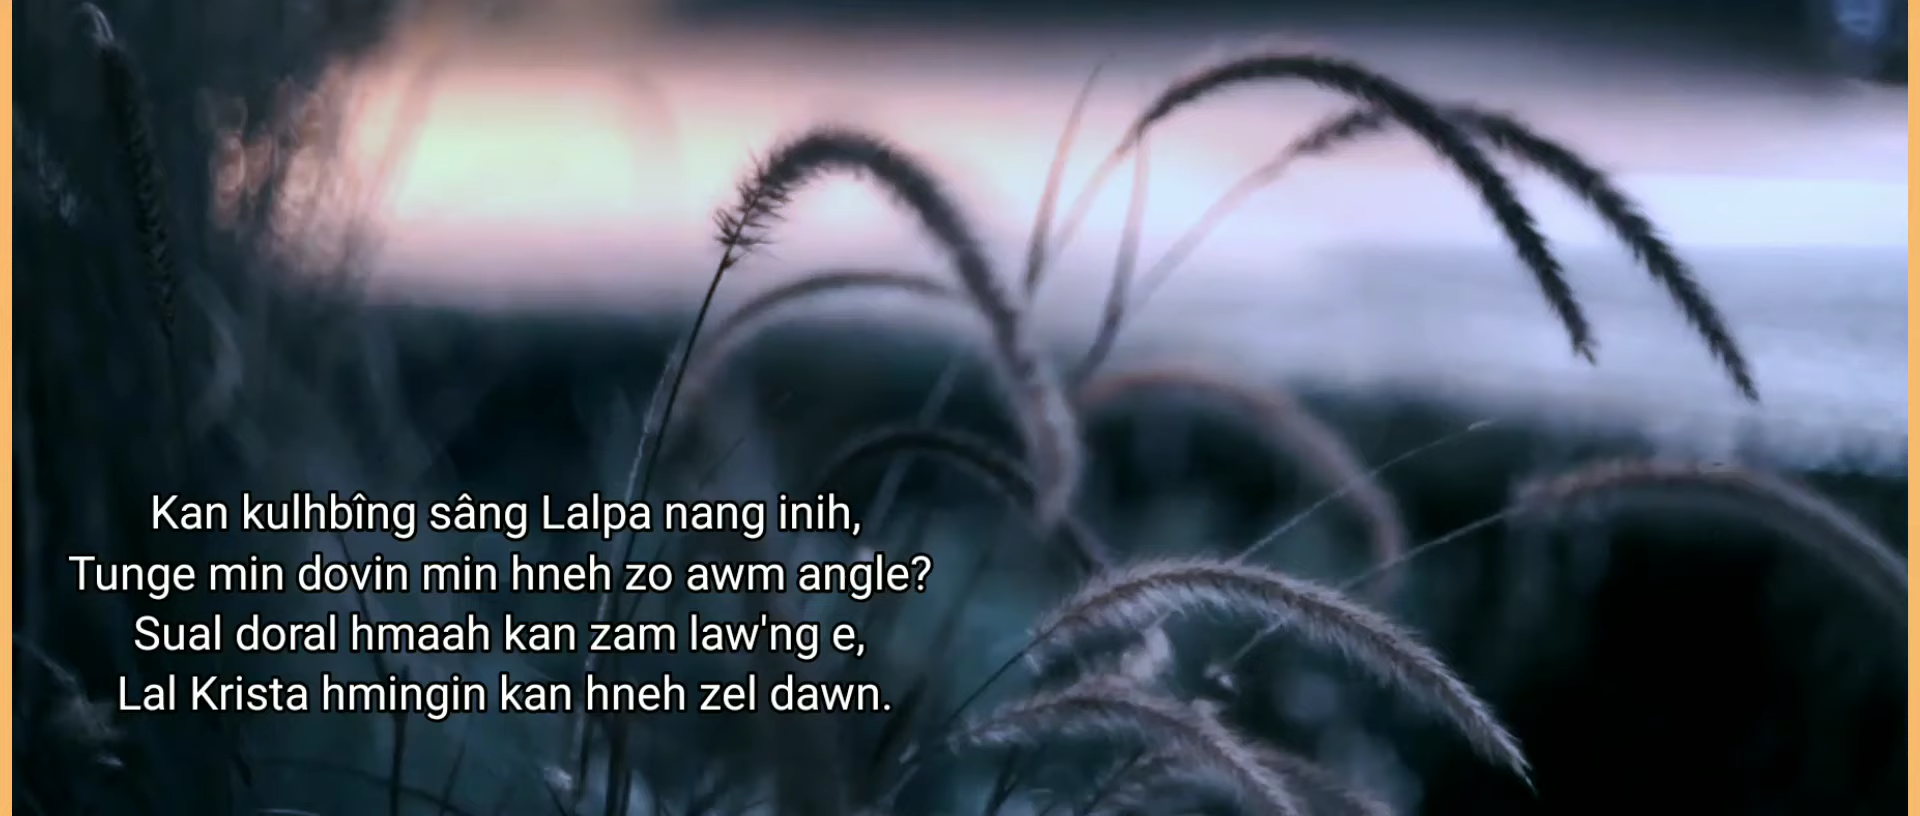 Kan kulhbîng sâng Lalpa nang inih,
Tunge min dovin min hneh zo awm angle?
Sual doral hmaah kan zam law'ng e,
Lal Krista hmingin kan hneh zel dawn.